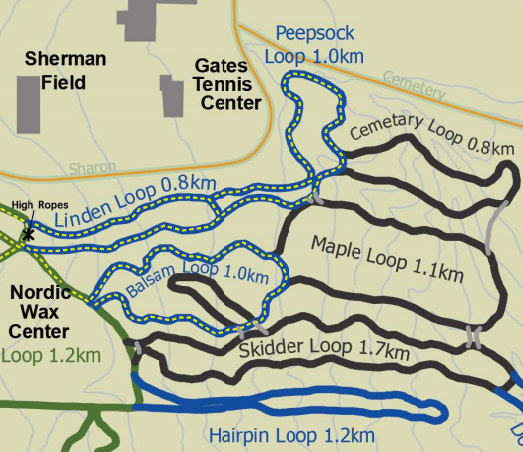 Peepsock
Loop 1.0km
Sherman
Field
Gates
Tennis
Center
Cemetery
Cemetary Loop 0.8km
Sharon
High Ropes
Linden Loop 0.8km
Maple Loop 1.1km
Balsam Loop 1.0km
Nordic
Wax
Center
Loop 1.2km
Skidder Loop 1.7km
Hairpin Loop 1.2km